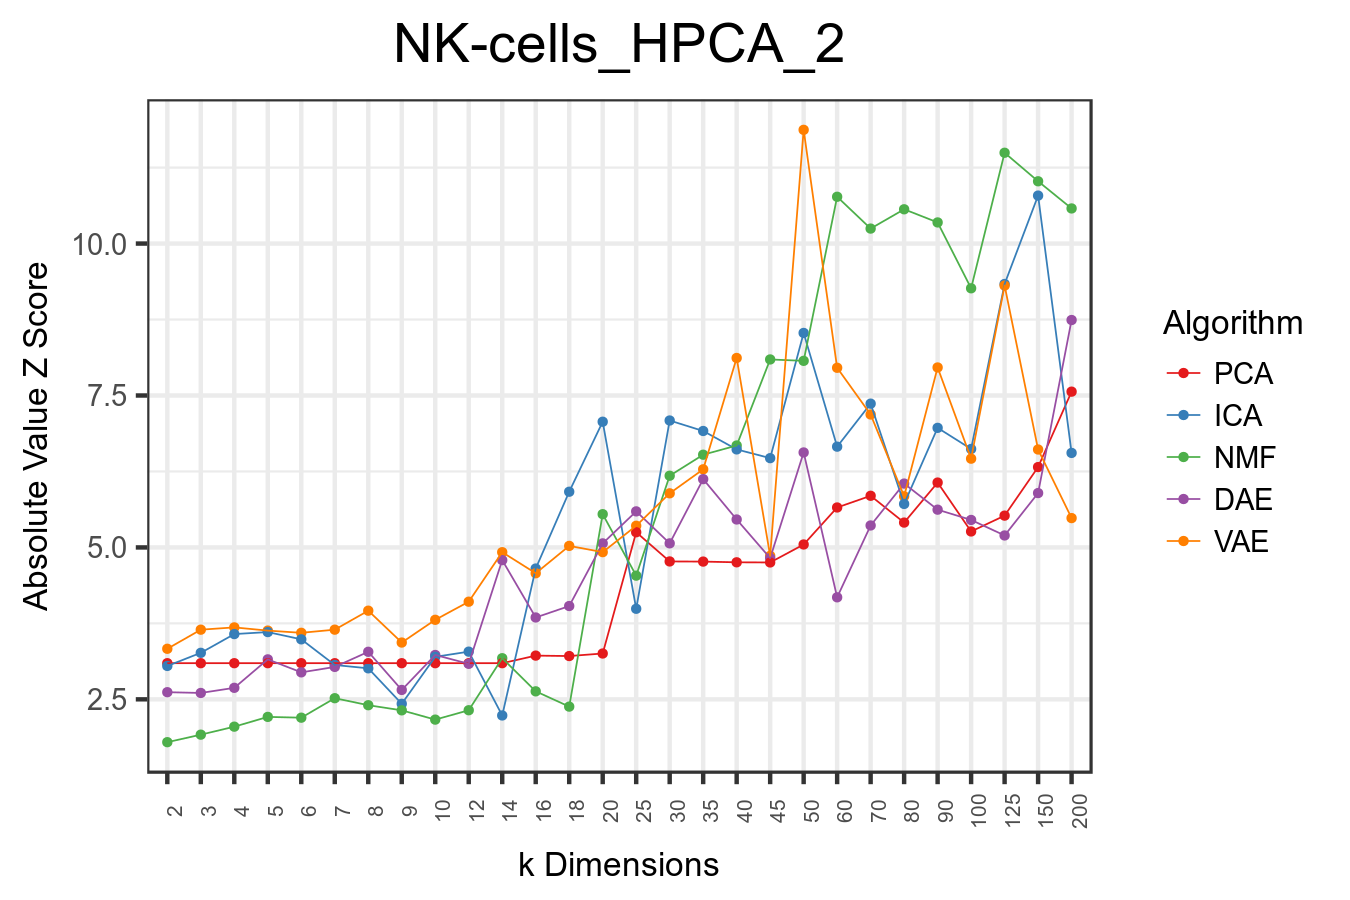 NK-cells_HPCA_2
Absolute Value Z Score
10.0
7.5
5.0
2.5
2 3 4 5 6 7 8 9 10 12 14 16 18 20 25 30 35 40 45 50 60 70 80 90 100 125 150 200
k Dimensions
Algorithm
PCA
ICA
NMF
DAE
VAE